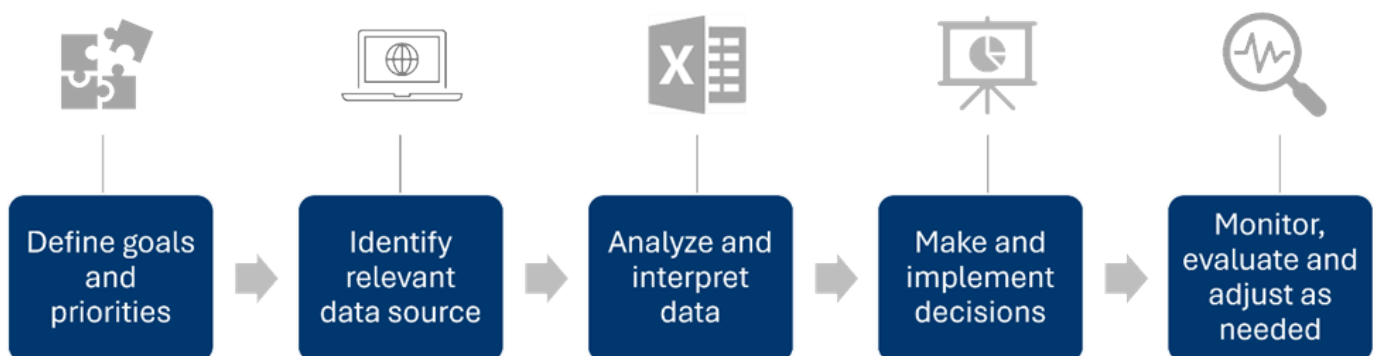 X
Define goals
and
priorities
Identify
relevant
data source
Analyze and
interpret
data
Make and
implement
decisions
Monitor,
evaluate and
adjust as
needed